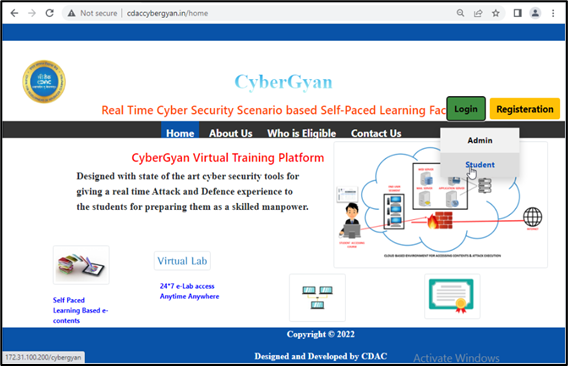 Not secure | cdaccybergyan.in/home
CDAC
CyberGyan
Real Time Cyber Security Scenario based Self-Paced Learning Fac
Login
Registeration
Home
About Us
Who is Eligible
Contact Us
Admin
Student
CyberGyan Virtual Training Platform
Designed with state of the art cyber security tools for
giving a real time Attack and Defence experience to
the students for preparing them as a skilled manpower.
CLOUD BASED ENVIRONMENT FOR ACCESSING CONTENTS & ATTACK EXECUTION
Virtual Lab
Self Paced
Learning Based e-
contents
24*7 e-Lab access
Anytime Anywhere
Copyright © 2022
172.31.100.200/cybergyan
Designed and Developed by CDAC
Activate Windows